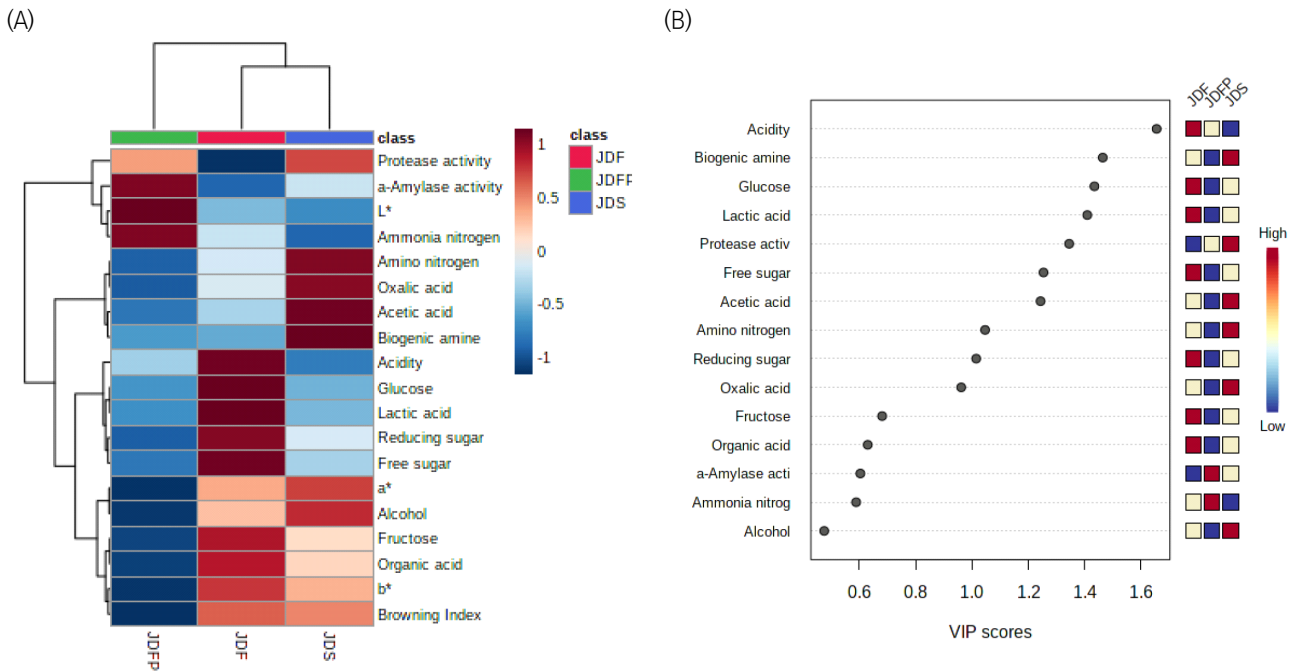 (A)
class
Protease activity
a-Amylase activity
L*
Ammonia nitrogen
Amino nitrogen
Oxalic acid
Acetic acid
Biogenic amine
Acidity
Glucose
Lactic acid
Reducing sugar
Free sugar
a*
Alcohol
Fructose
Organic acid
b*
Browning Index
JDFP
JDF
JDS
1
0.5
0
-0.5
-1
class
JDF
JDFP
JDS
(B)
JDF
JDFP
JDS
Acidity
Biogenic amine
Glucose
Lactic acid
Protease activ
Free sugar
Acetic acid
Amino nitrogen
Reducing sugar
Oxalic acid
Fructose
Organic acid
a-Amylase acti
Ammonia nitrog
Alcohol
0.6 0.8 1.0 1.2 1.4 1.6
VIP scores
High
Low